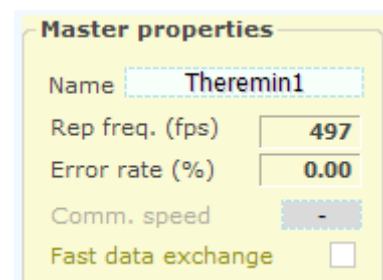 Master properties
Name Theremin1
Rep freq. (fps) 497
Error rate (%) 0.00
Comm. speed -
Fast data exchange